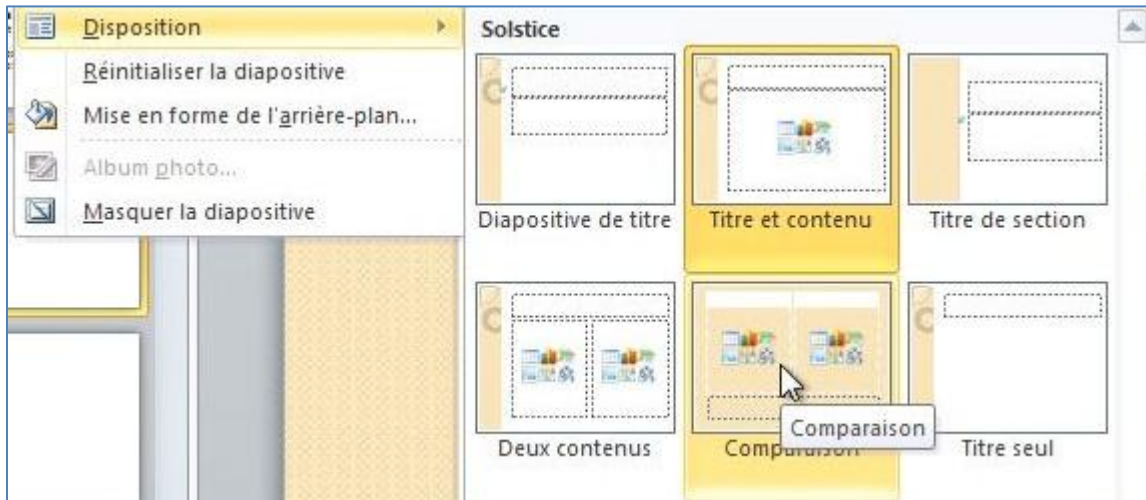 Disposition
Réinitialiser la diapositive
Mise en forme de l'arrière-plan...
Album photo...
Masquer la diapositive
Solstice
Diapositive de titre
Titre et contenu
Titre de section
Deux contenus
Comparaison
Titre seul
Comparaison